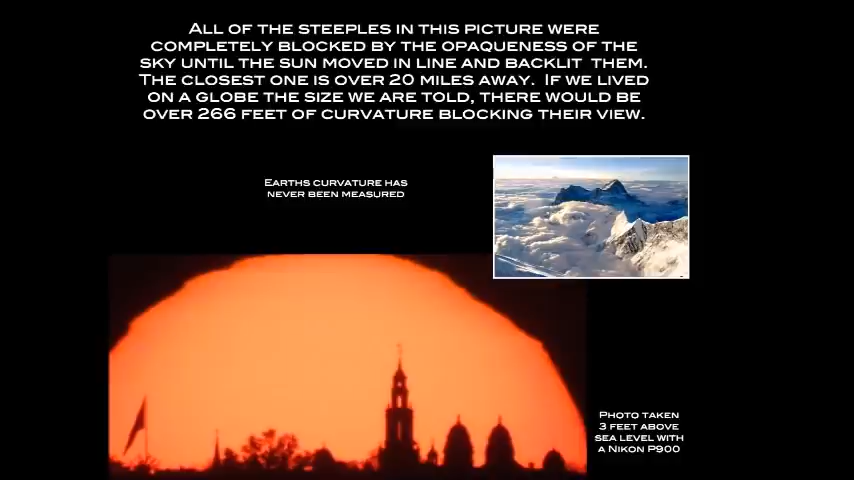 All of the steeples in this picture were
completely blocked by the opaqueness of the
sky until the sun moved in line and backlit them.
The closest one is over 20 miles away. If we lived
on a globe the size we are told, there would be
over 266 feet of curvature blocking their view.
Earths curvature has
never been measured
Photo taken
3 feet above
sea level with
a Nikon P900